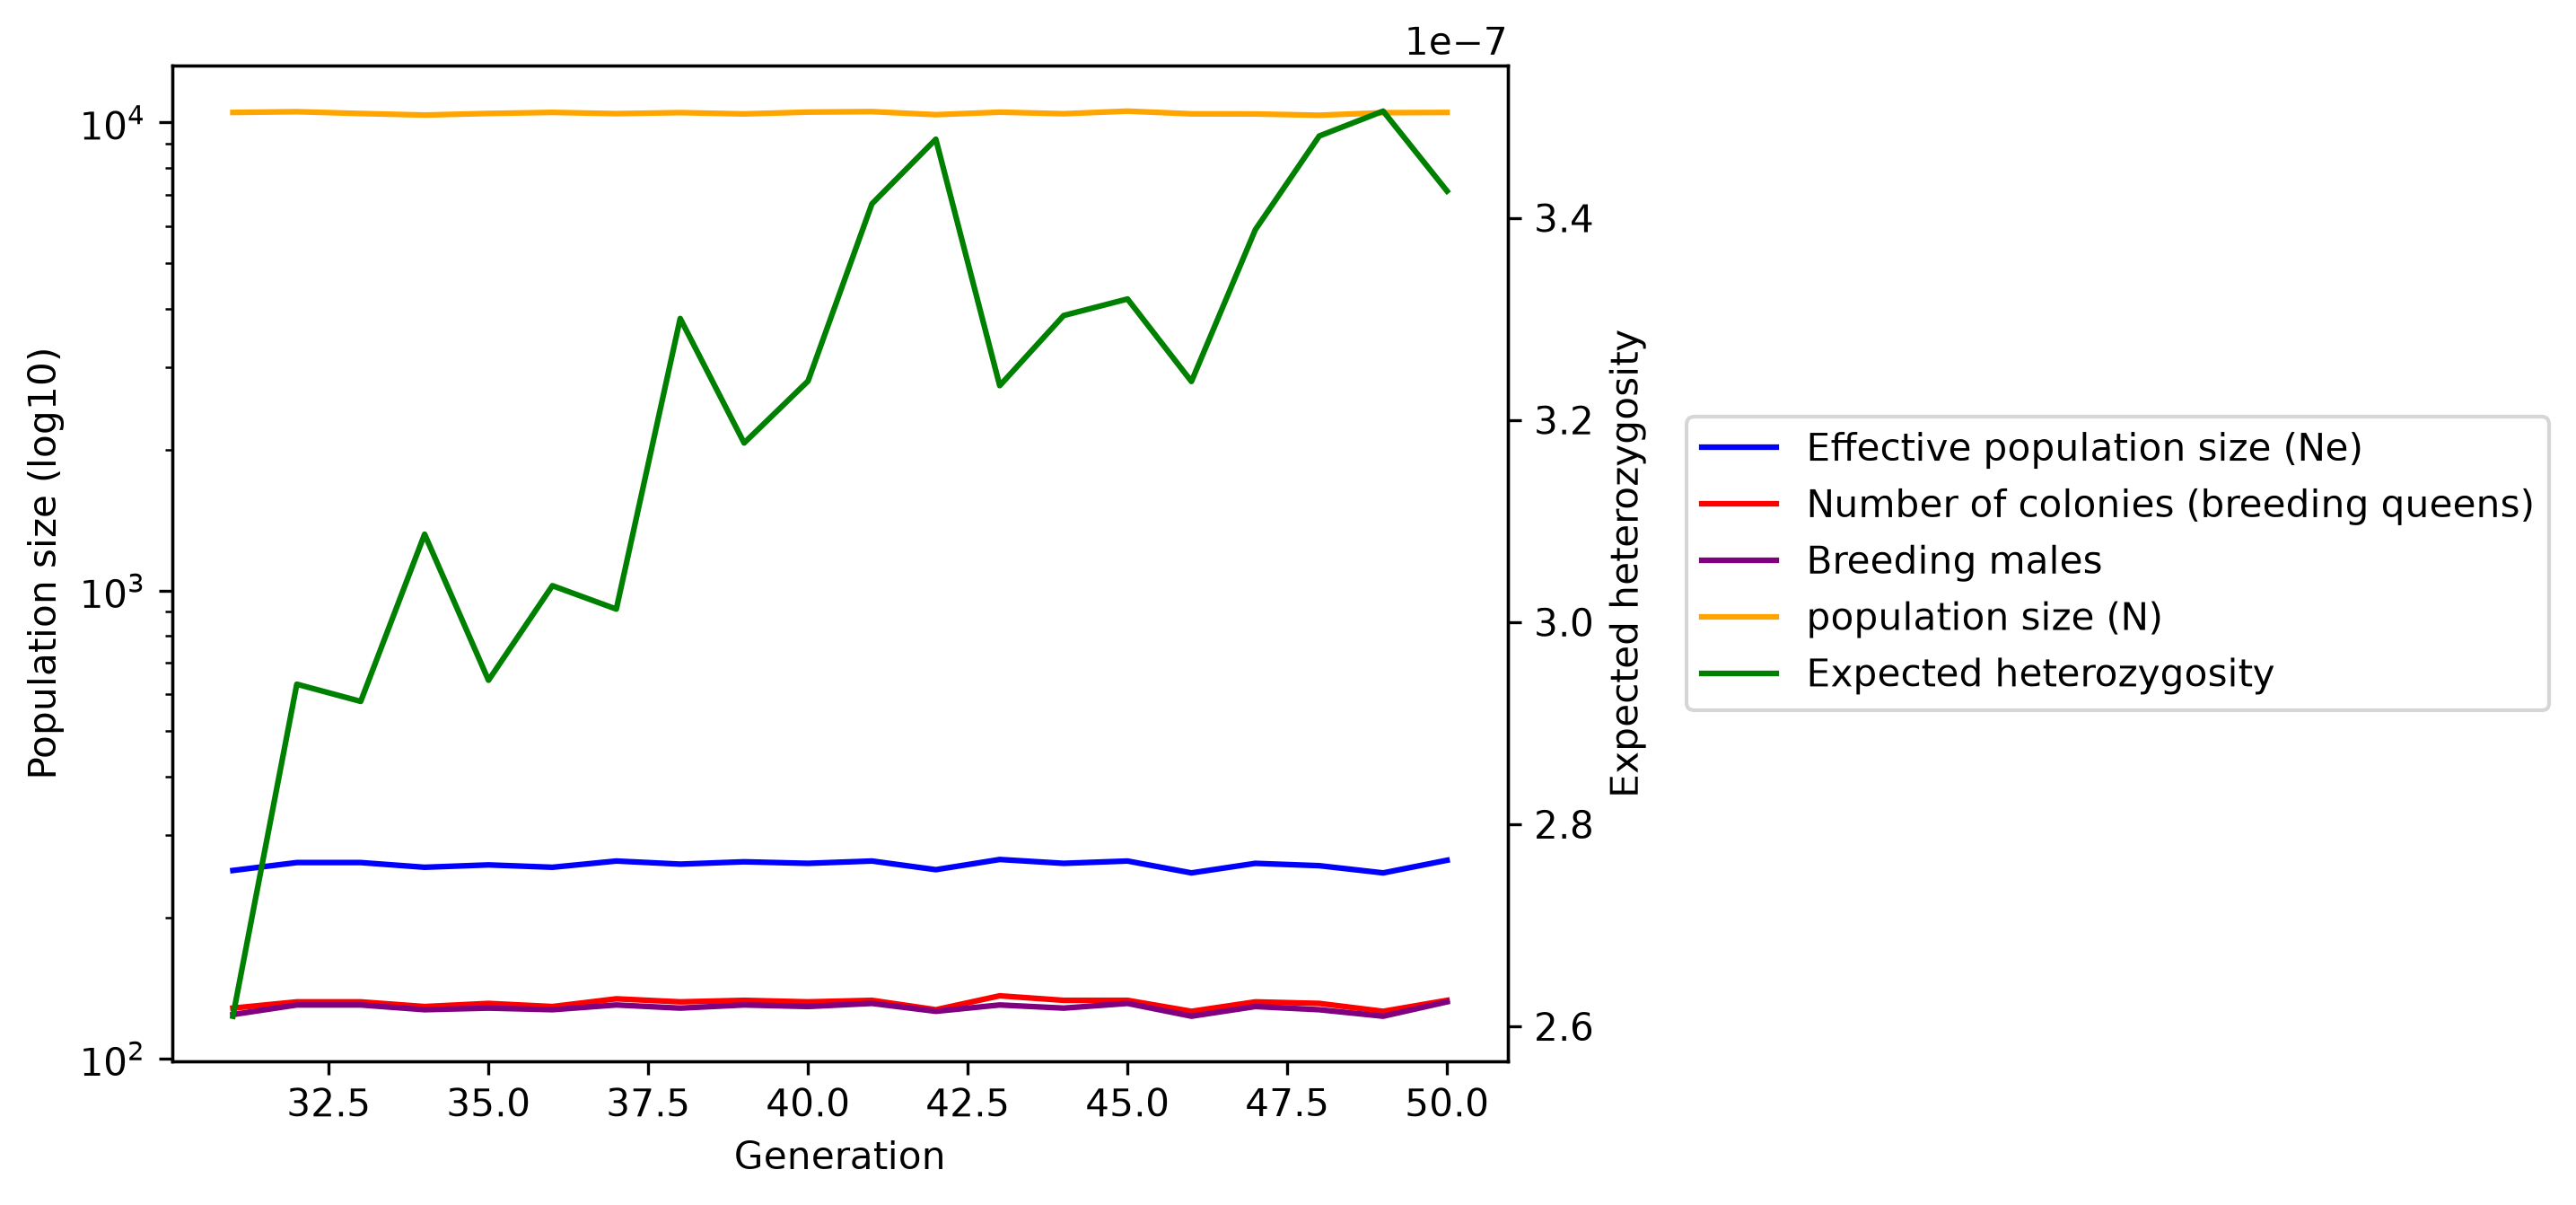 1e−7
10⁴
10³
10²
Population size (log10)
3.4
3.2
3.0
2.8
2.6
Expected heterozygosity
32.5 35.0 37.5 40.0 42.5 45.0 47.5 50.0
Generation
Effective population size (Ne)
Number of colonies (breeding queens)
Breeding males
population size (N)
Expected heterozygosity